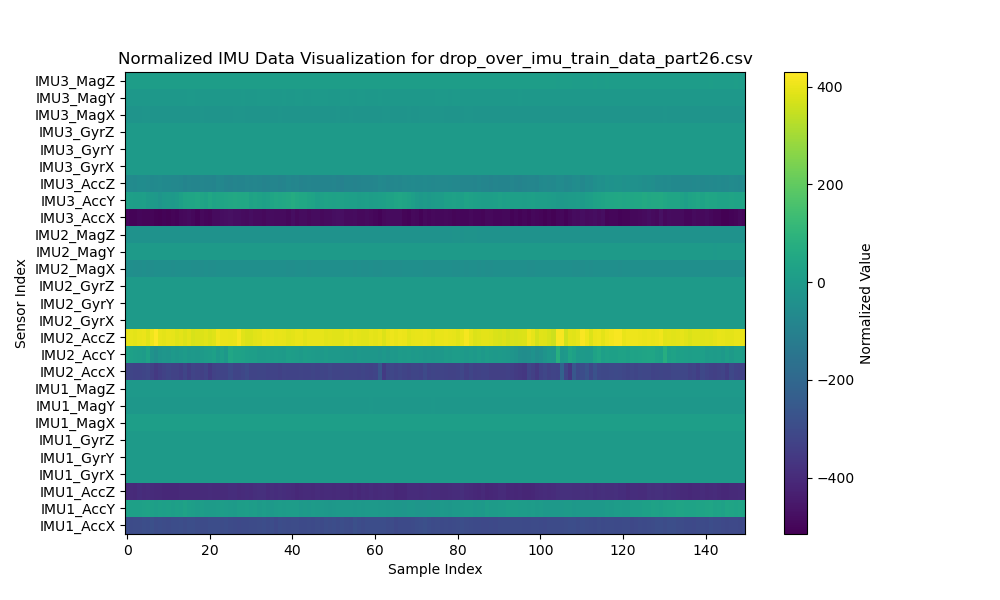 Normalized IMU Data Visualization for drop_over_imu_train_data_part26.csv
IMU3_MagZ
IMU3_MagY
IMU3_MagX
IMU3_GyrZ
IMU3_GyrY
IMU3_GyrX
IMU3_AccZ
IMU3_AccY
IMU3_AccX
IMU2_MagZ
IMU2_MagY
IMU2_MagX
IMU2_GyrZ
IMU2_GyrY
IMU2_GyrX
IMU2_AccZ
IMU2_AccY
IMU2_AccX
IMU1_MagZ
IMU1_MagY
IMU1_MagX
IMU1_GyrZ
IMU1_GyrY
IMU1_GyrX
IMU1_AccZ
IMU1_AccY
IMU1_AccX
Sensor Index
0 20 40 60 80 100 120 140
Sample Index
400
200
0
−200
−400
Normalized Value